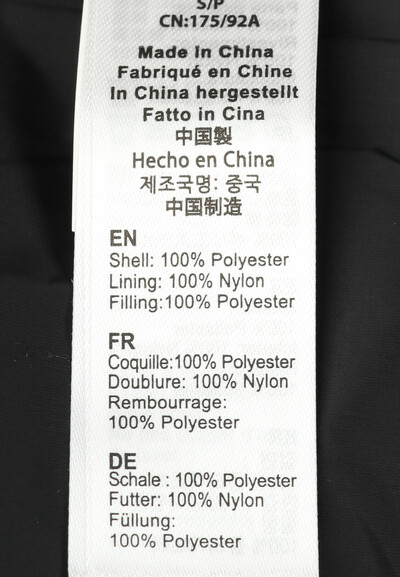 S/P
CN:175/92A
Made In China
Fabriqué en Chine
In China hergestellt
Fatto in Cina
中国製
Hecho en China
제조국명: 중국
中国制造
EN
Shell: 100% Polyester
Lining: 100% Nylon
Filling:100% Polyester
FR
Coquille:100% Polyester
Doublure: 100% Nylon
Rembourrage:
100% Polyester
DE
Schale : 100% Polyester
Futter: 100% Nylon
Füllung:
100% Polyester